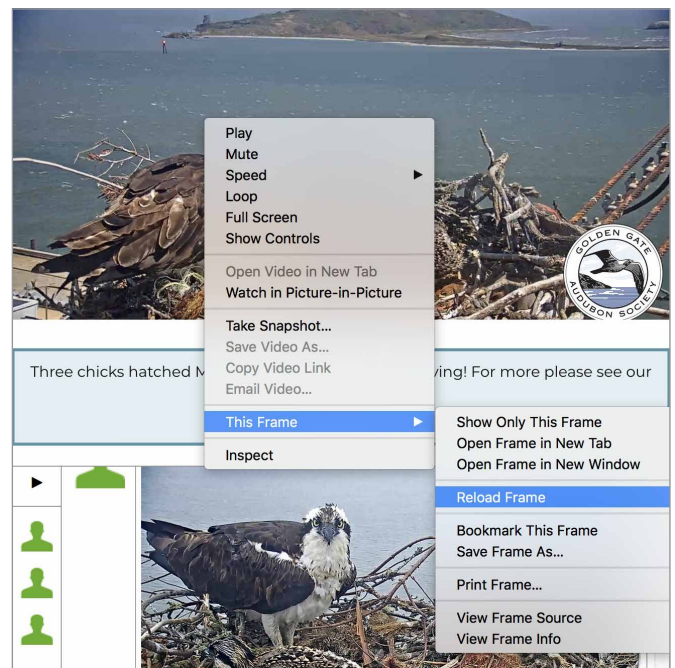 Play
Mute
Speed
Loop
Full Screen
Show Controls
Open Video in New Tab
Watch in Picture-in-Picture
Take Snapshot...
Save Video As...
Copy Video Link
Email Video...
This Frame
Inspect
GOLDEN GATE
AUDUBON SOCIETY
Three chicks hatched M
ving! For more please see our
Show Only This Frame
Open Frame in New Tab
Open Frame in New Window
Reload Frame
Bookmark This Frame
Save Frame As...
Print Frame...
View Frame Source
View Frame Info